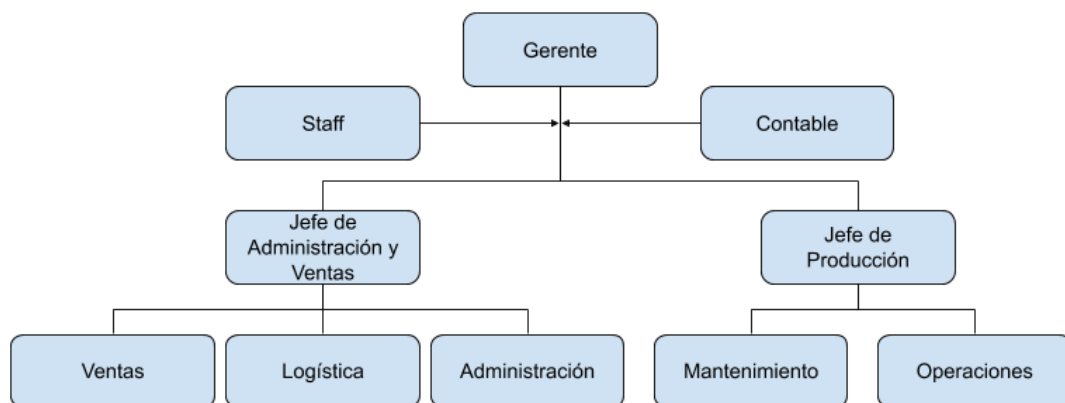 Gerente
Staff
Contable
Jefe de
Administración y
Ventas
Jefe de
Producción
Ventas
Logística
Administración
Mantenimiento
Operaciones